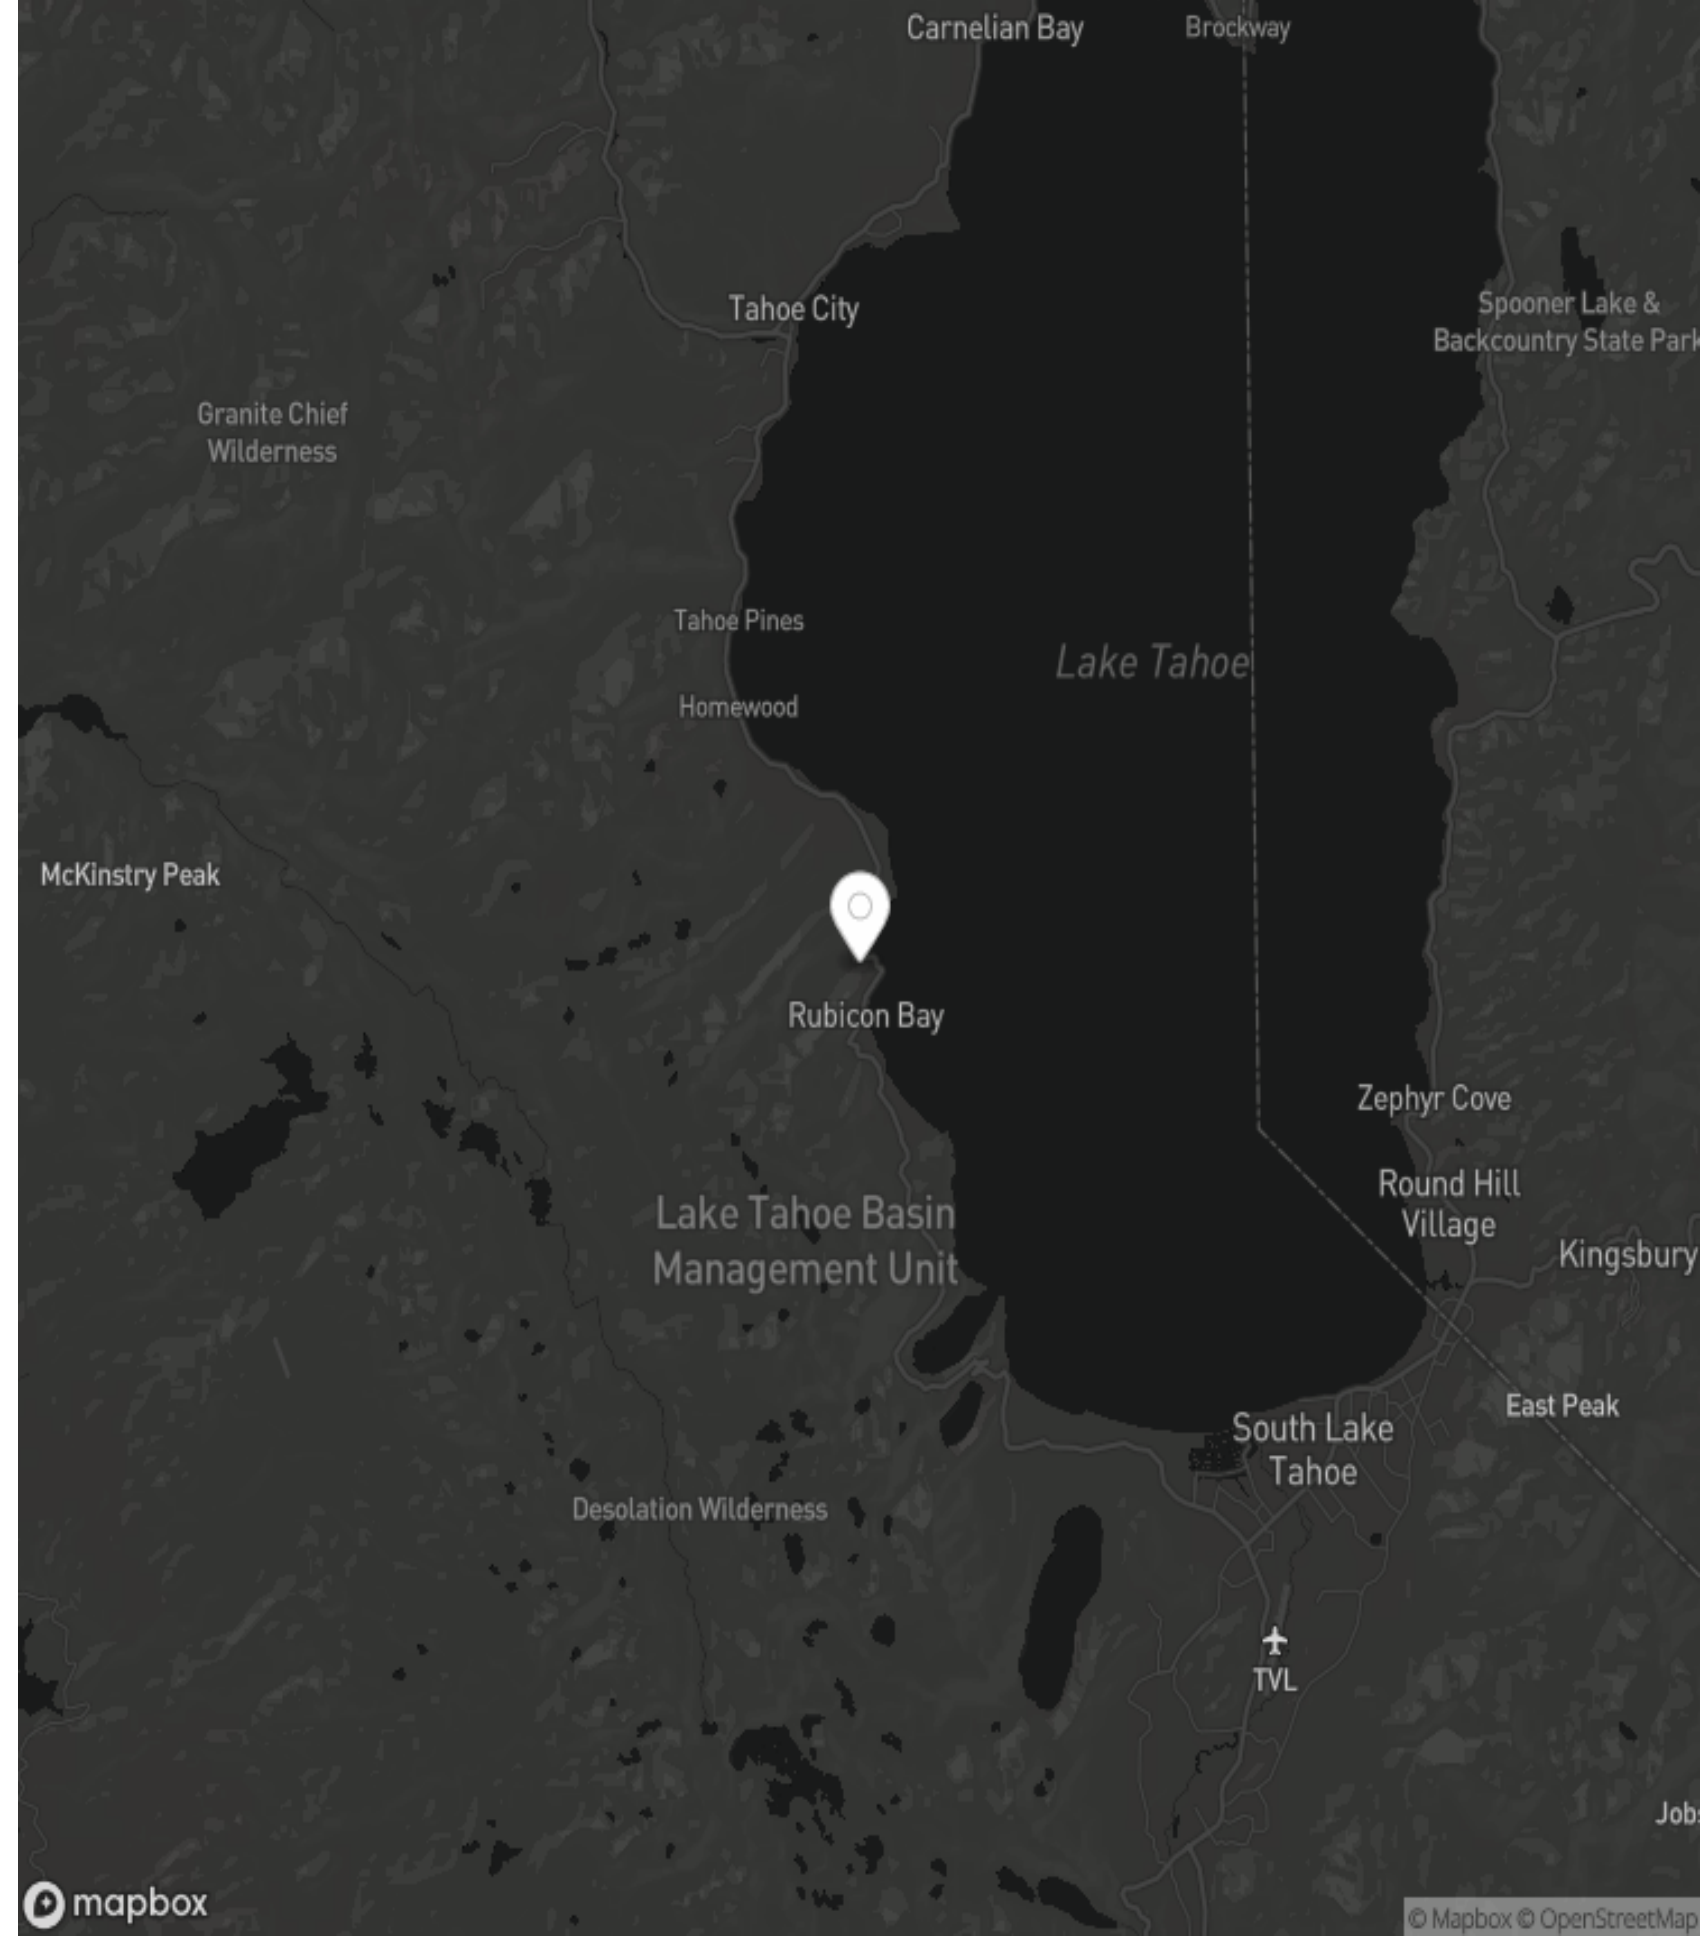 Carnelian Bay
Brockway
Tahoe City
Spooner Lake &
Backcountry State Park
Granite Chief
Wilderness
Tahoe Pines
Lake Tahoe
Homewood
McKinstry Peak
Rubicon Bay
Zephyr Cove
Round Hill
Village
Lake Tahoe Basin
Management Unit
Kingsbury
East Peak
South Lake
Tahoe
Desolation Wilderness
TVL
Jobs
mapbox
© Mapbox © OpenStreetMap